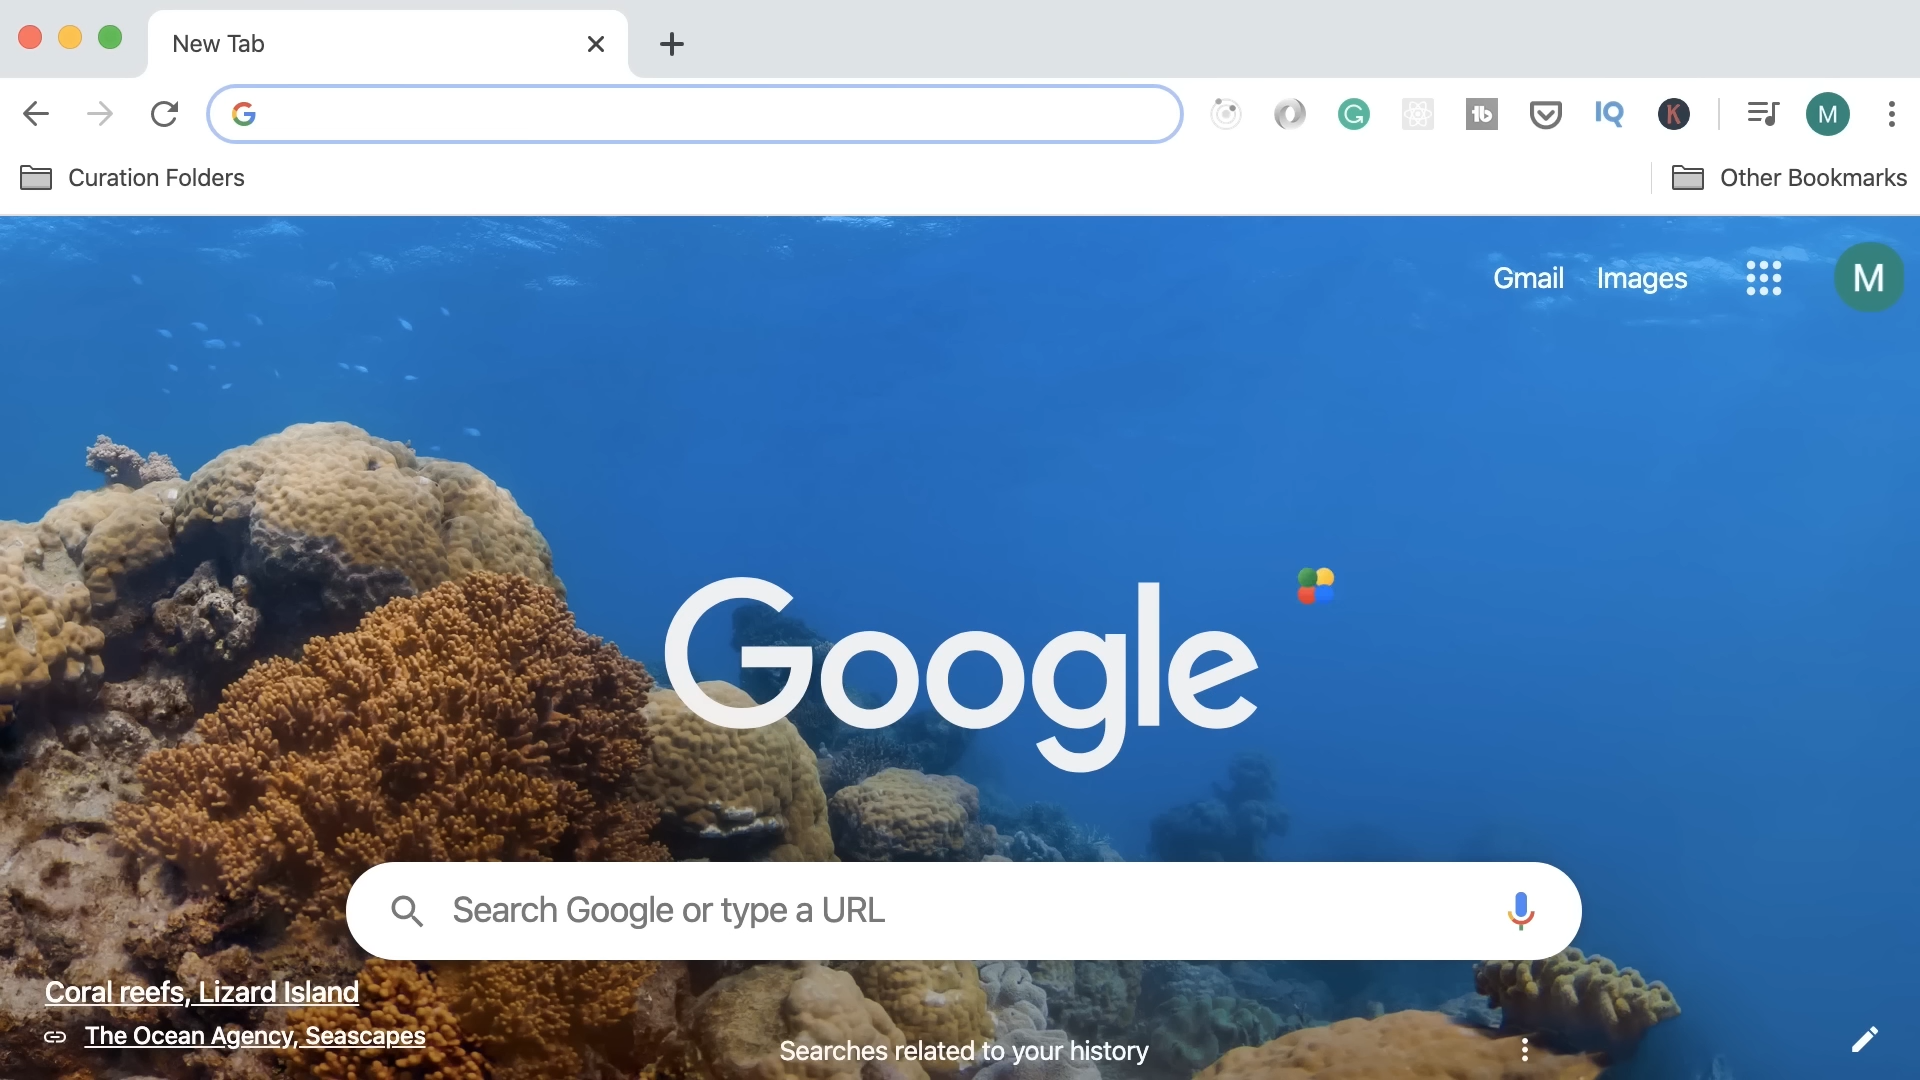 New Tab
Curation Folders
Other Bookmarks
Gmail
Images
M
M
IQ
K
G
tb
Google
Search Google or type a URL
Coral reefs, Lizard Island
The Ocean Agency, Seascapes
Searches related to your history